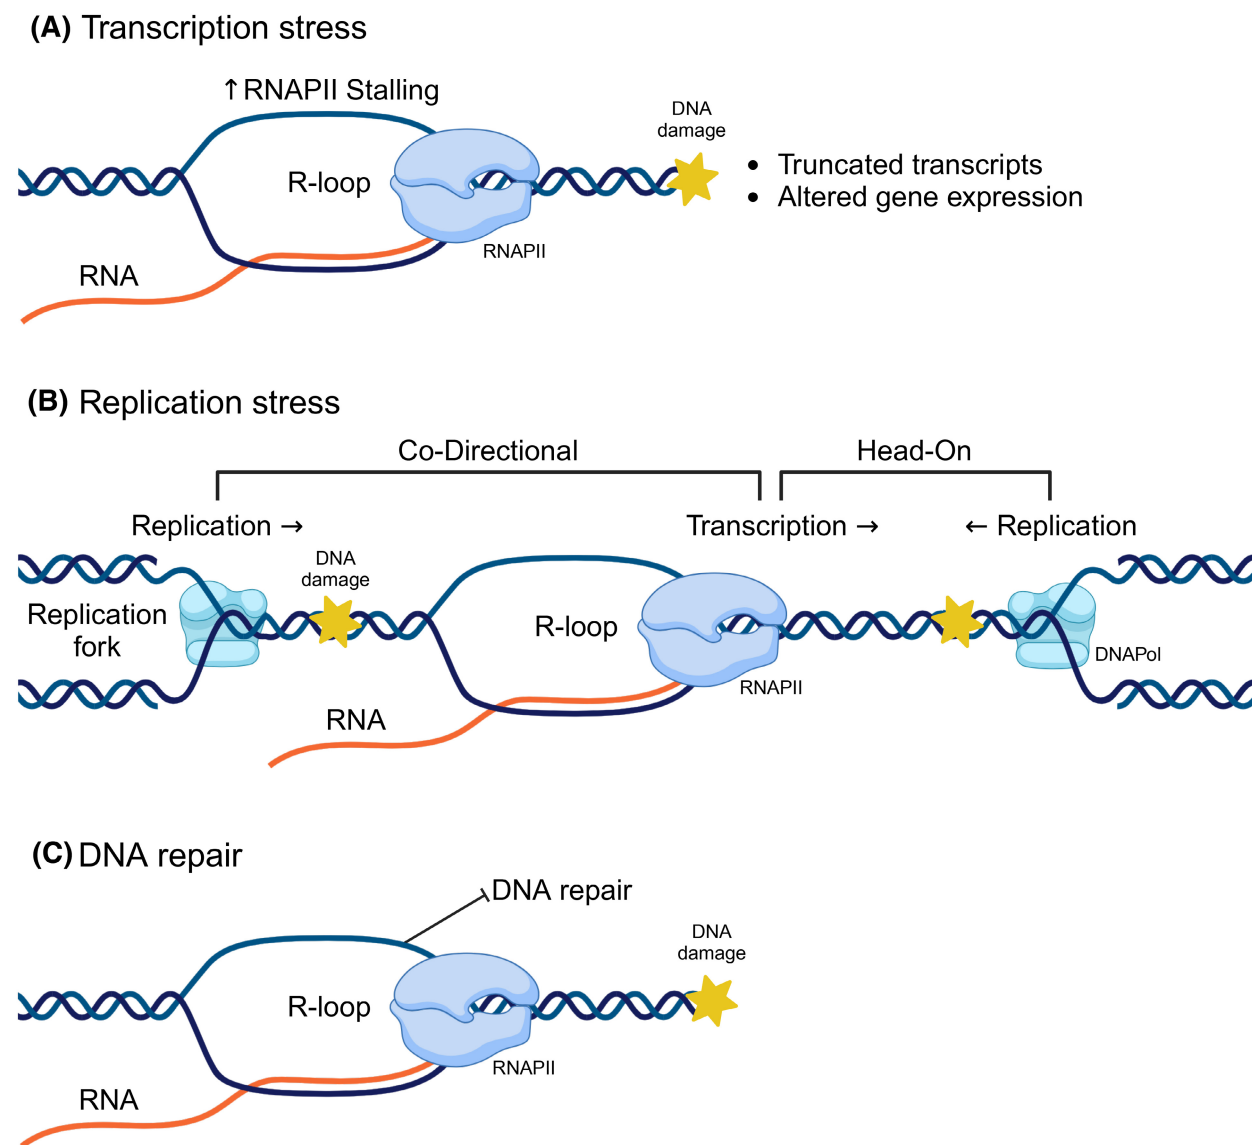 (A) Transcription stress
↑RNAPII Stalling
DNA
damage
R-loop
• Truncated transcripts
• Altered gene expression
RNAPII
RNA
(B) Replication stress
Co-Directional
Head-On
Replication →
Transcription →
← Replication
DNA
damage
Replication
fork
R-loop
DNAPol
RNAPII
RNA
(C) DNA repair
DNA repair
DNA
damage
R-loop
RNAPII
RNA